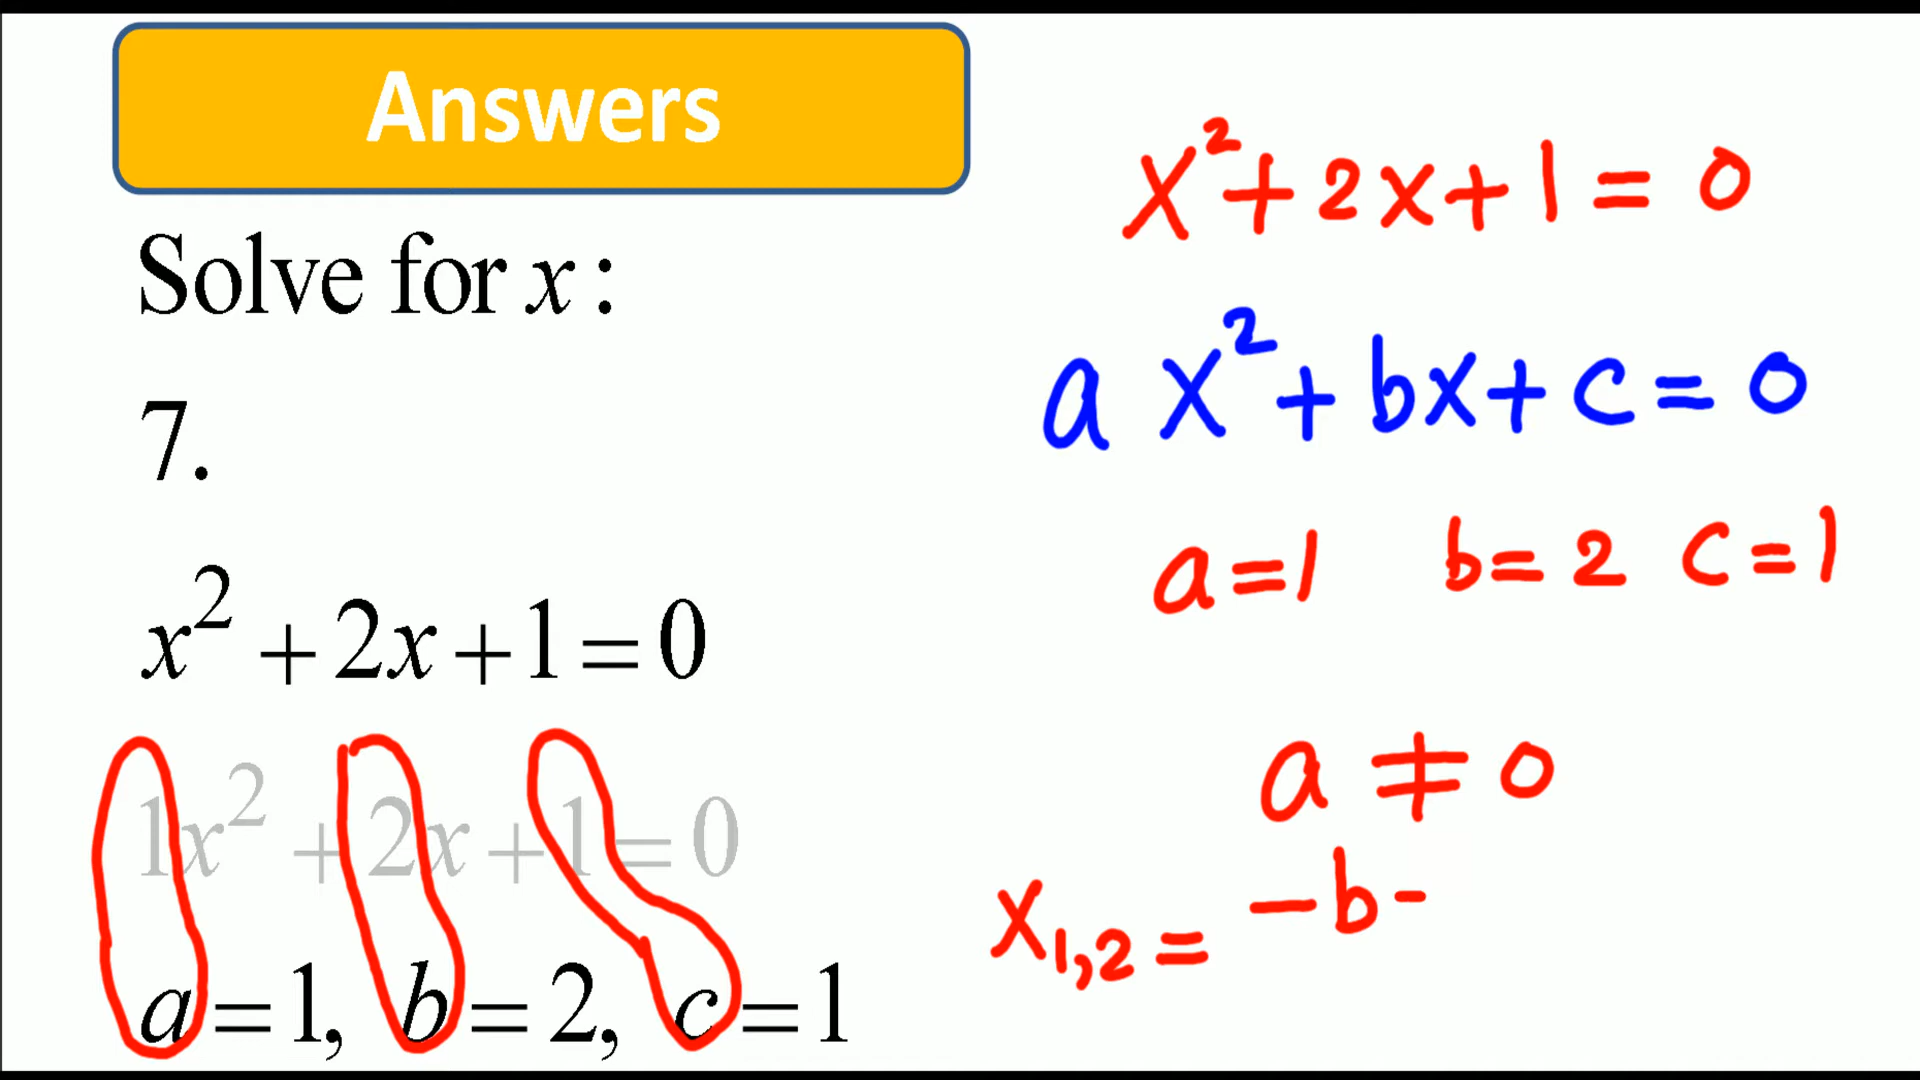 Answers
Solve for x:
7.
x² + 2x + 1 = 0
1x² + 2x + 1 = 0
a = 1, b = 2, c = 1
x² + 2x + 1 = 0
a x² + bx + c = 0
a = 1 b = 2 c = 1
a ≠ 0
x₁,₂ = -b -